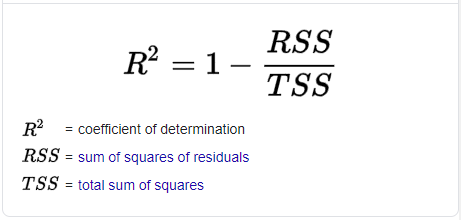 R² = 1 − RSS/TSS
R² = coefficient of determination
RSS = sum of squares of residuals
TSS = total sum of squares